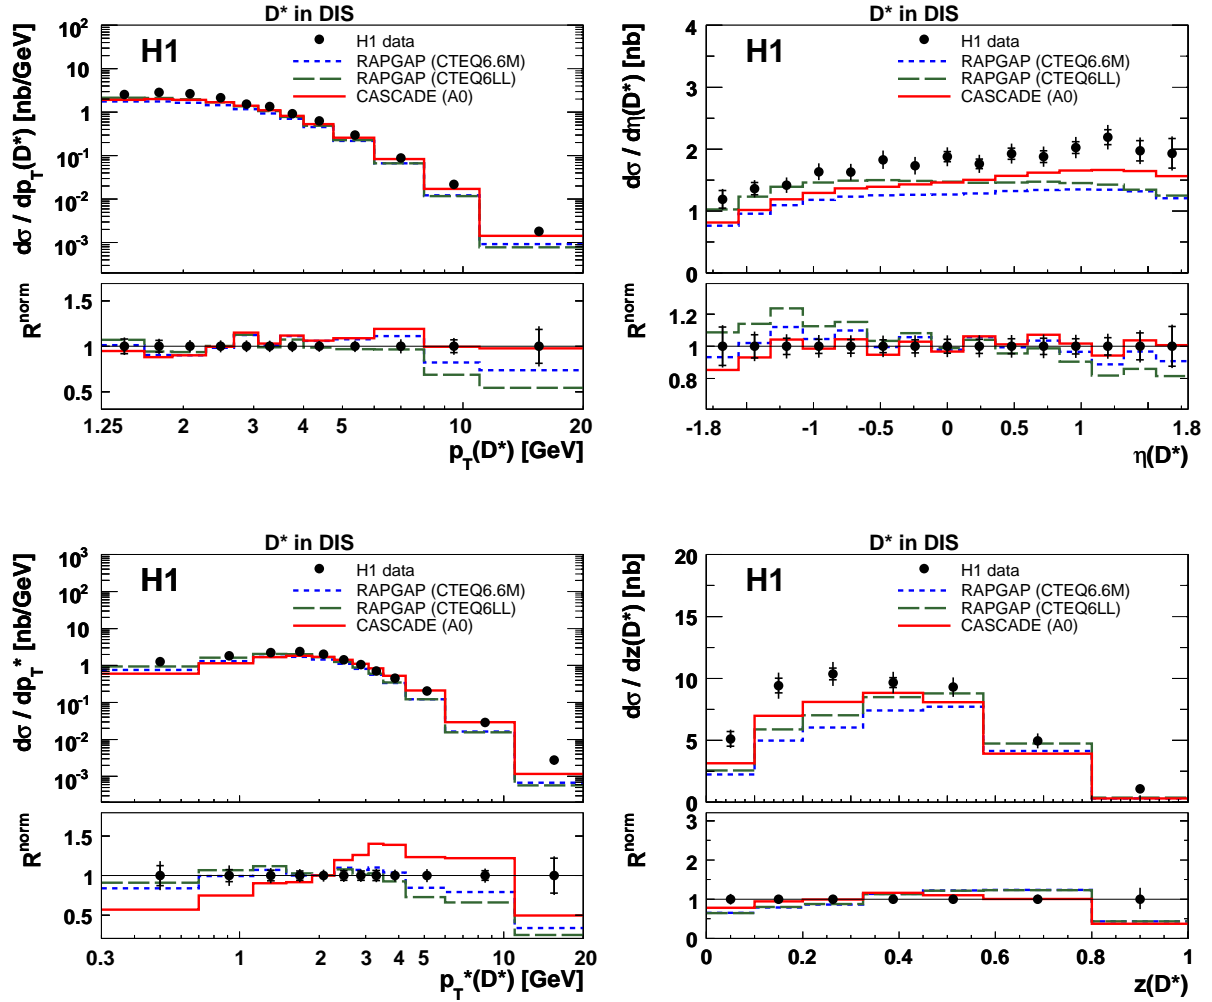 D* in DIS
H1
H1 data
RAPGAP (CTEQ6.6M)
RAPGAP (CTEQ6LL)
CASCADE (A0)
dσ / dp_T(D*) [nb/GeV]
10^2
10
1
10^-1
10^-2
10^-3
R^norm
1.5
1
0.5
1.25 2 3 4 5 10 20
p_T(D*) [GeV]
D* in DIS
H1
H1 data
RAPGAP (CTEQ6.6M)
RAPGAP (CTEQ6LL)
CASCADE (A0)
dσ / dη(D*) [nb]
4
3
2
1
0
R^norm
1.2
1
0.8
-1.8 -1 -0.5 0 0.5 1 1.8
η(D*)
D* in DIS
H1
H1 data
RAPGAP (CTEQ6.6M)
RAPGAP (CTEQ6LL)
CASCADE (A0)
dσ / dp_T* [nb/GeV]
10^3
10^2
10
1
10^-1
10^-2
10^-3
R^norm
1.5
1
0.5
0.3 1 2 3 4 5 10 20
p_T*(D*) [GeV]
D* in DIS
H1
H1 data
RAPGAP (CTEQ6.6M)
RAPGAP (CTEQ6LL)
CASCADE (A0)
dσ / dz(D*) [nb]
20
15
10
5
0
R^norm
3
2
1
0
0 0.2 0.4 0.6 0.8 1
z(D*)